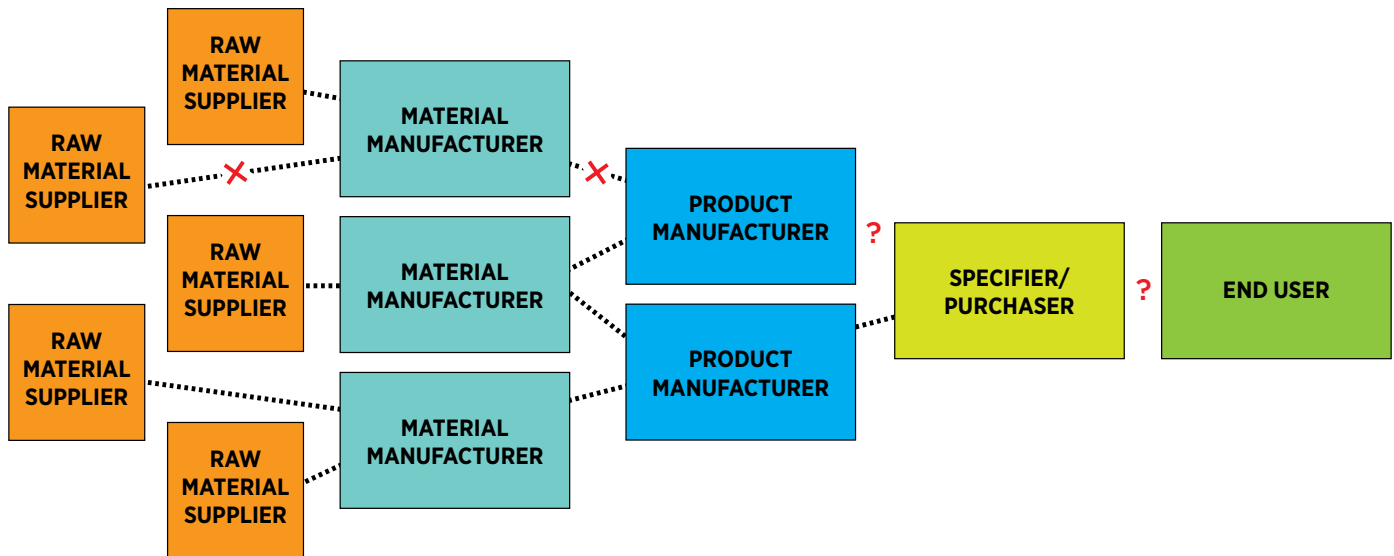 RAW
MATERIAL
SUPPLIER
RAW
MATERIAL
SUPPLIER
RAW
MATERIAL
SUPPLIER
RAW
MATERIAL
SUPPLIER
RAW
MATERIAL
SUPPLIER
MATERIAL
MANUFACTURER
MATERIAL
MANUFACTURER
MATERIAL
MANUFACTURER
PRODUCT
MANUFACTURER
PRODUCT
MANUFACTURER
?
SPECIFIER/
PURCHASER
?
END USER